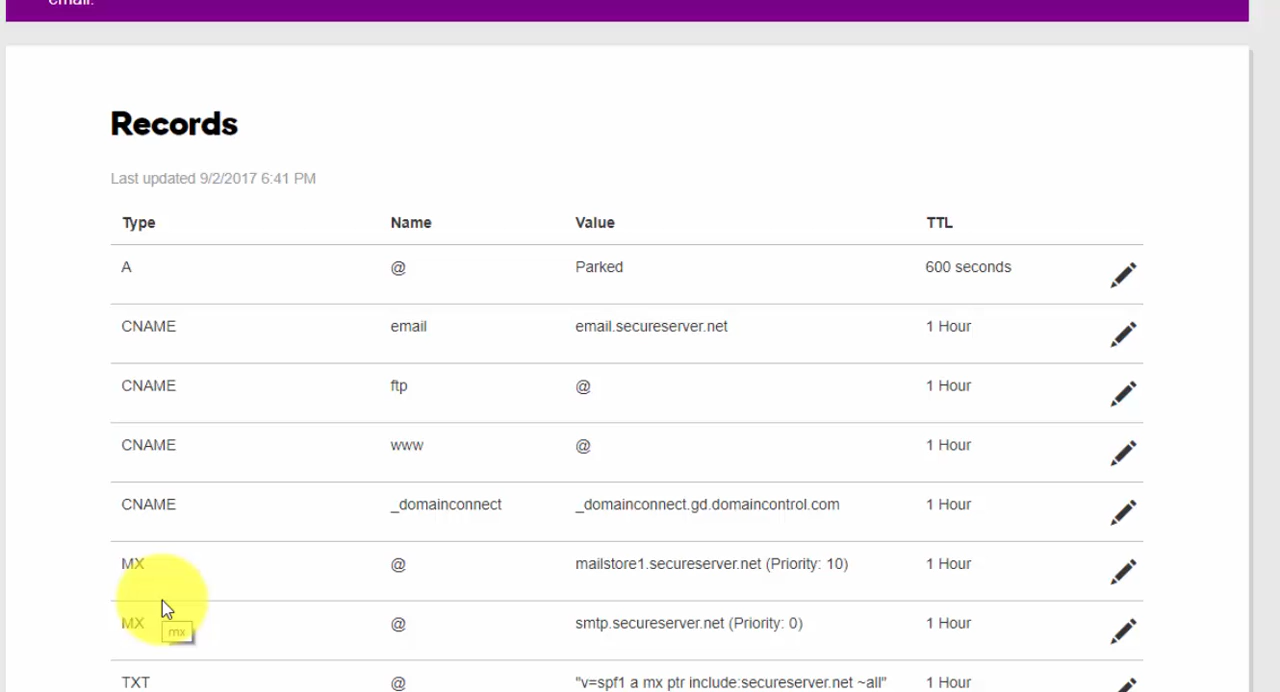 email.
Records
Last updated 9/2/2017 6:41 PM
Type Name Value TTL
A @ Parked 600 seconds
CNAME email email.secureserver.net 1 Hour
CNAME ftp @ 1 Hour
CNAME www @ 1 Hour
CNAME _domainconnect _domainconnect.gd.domaincontrol.com 1 Hour
MX @ mailstore1.secureserver.net (Priority: 10) 1 Hour
MX @ smtp.secureserver.net (Priority: 0) 1 Hour
mx
TXT @ "v=spf1 a mx ptr include:secureserver.net ~all" 1 Hour